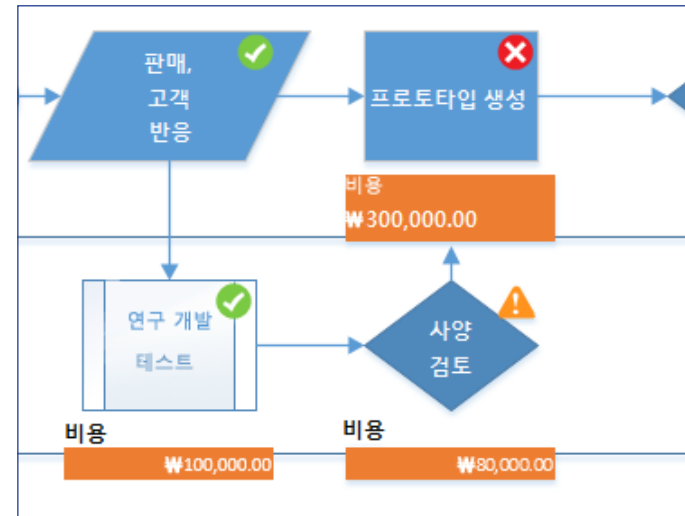 판매,
고객
반응
프로토타입 생성
비용
₩300,000.00
연구 개발
테스트
사양
검토
비용
₩100,000.00
비용
₩80,000.00